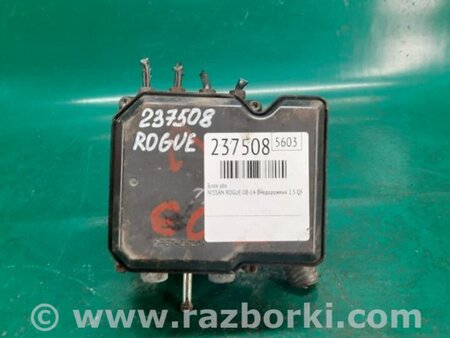 237508
ROGUE
237508 5603
Блок abs
NISSAN ROGUE 08-14 Внедорожник 2.5 QR
www.razborki.com